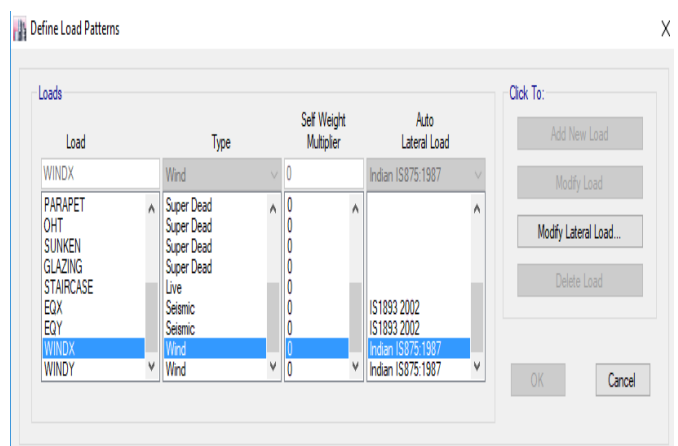 Define Load Patterns
Loads
Click To:
Load Type Self Weight Multiplier Auto Lateral Load
WINDX Wind 0 Indian IS875:1987
PARAPET Super Dead 0
OHT Super Dead 0
SUNKEN Super Dead 0
GLAZING Super Dead 0
STAIRCASE Live 0
EQX Seismic 0 IS1893 2002
EQY Seismic 0 IS1893 2002
WINDX Wind 0 Indian IS875:1987
WINDY Wind 0 Indian IS875:1987
Add New Load
Modify Load
Modify Lateral Load...
Delete Load
OK Cancel